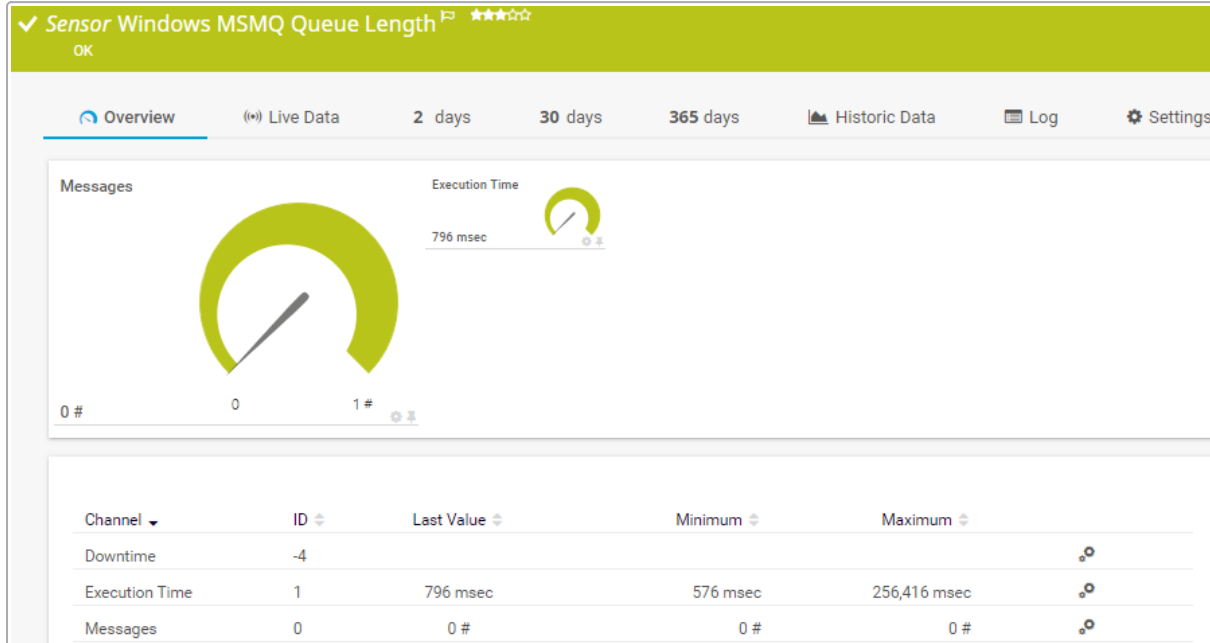 Sensor Windows MSMQ Queue Length
OK
Overview Live Data 2 days 30 days 365 days Historic Data Log Settings
Messages
Execution Time
796 msec
0 1 #
0 #
Channel ID Last Value Minimum Maximum
Downtime -4
Execution Time 1 796 msec 576 msec 256,416 msec
Messages 0 0 # 0 # 0 #